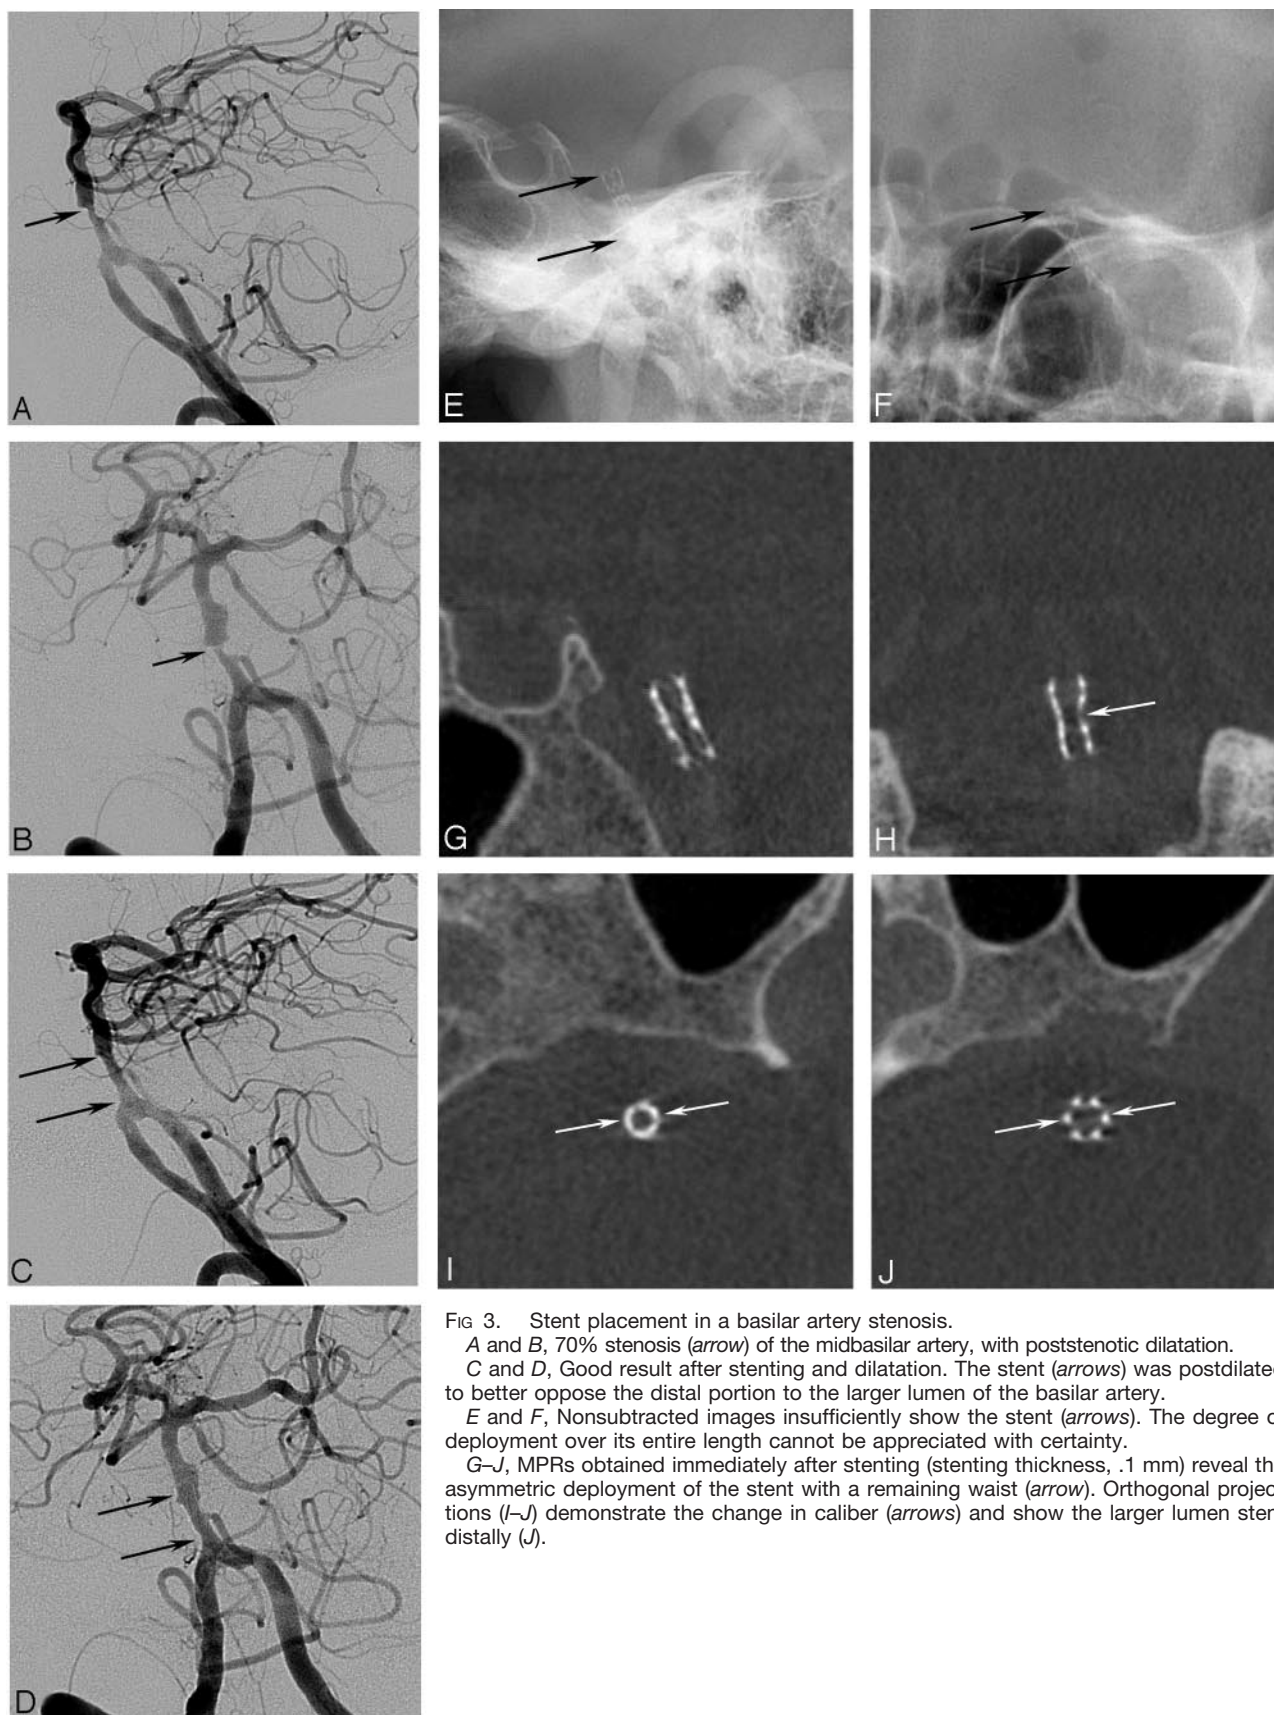 A
E
F
B
G
H
C
I
J
D
FIG 3. Stent placement in a basilar artery stenosis.
A and B, 70% stenosis (arrow) of the midbasilar artery, with poststenotic dilatation.
C and D, Good result after stenting and dilatation. The stent (arrows) was postdilated
to better oppose the distal portion to the larger lumen of the basilar artery.
E and F, Nonsubtracted images insufficiently show the stent (arrows). The degree o
deployment over its entire length cannot be appreciated with certainty.
G–J, MPRs obtained immediately after stenting (stenting thickness, .1 mm) reveal th
asymmetric deployment of the stent with a remaining waist (arrow). Orthogonal projec
tions (I–J) demonstrate the change in caliber (arrows) and show the larger lumen sten
distally (J).